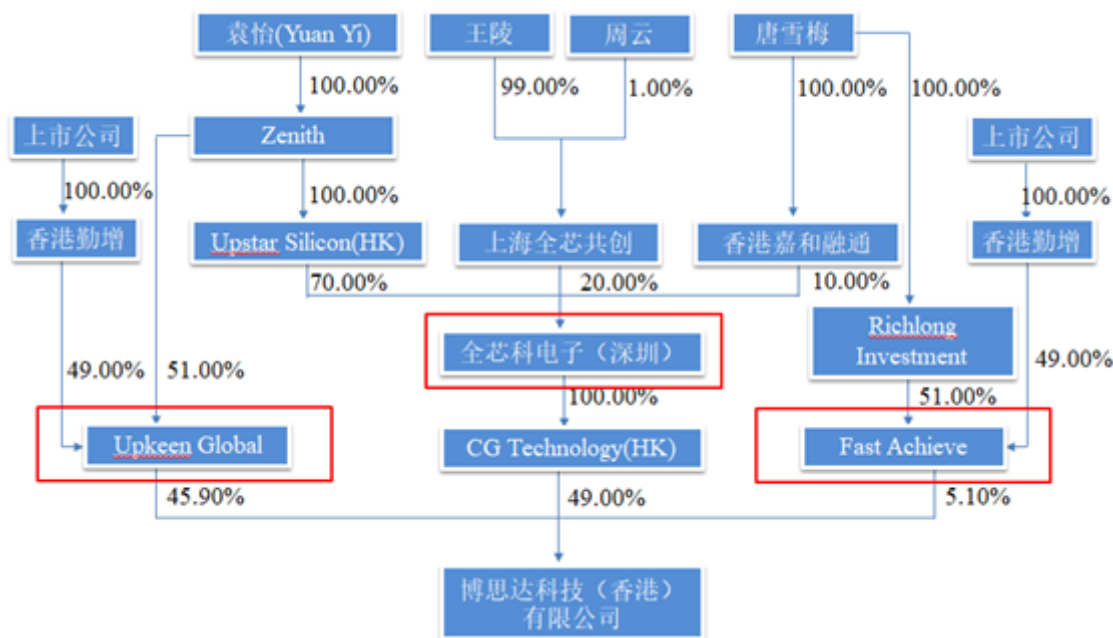 袁怡(Yuan Yi)
王陵
周云
唐雪梅
100.00%
99.00%
1.00%
100.00%
100.00%
上市公司
Zenith
上市公司
100.00%
100.00%
100.00%
香港勤增
Upstar Silicon(HK)
上海全芯共创
香港嘉和融通
香港勤增
70.00%
20.00%
10.00%
全芯科电子（深圳）
Richlong
Investment
49.00%
51.00%
49.00%
100.00%
51.00%
Upkeen Global
CG Technology(HK)
Fast Achieve
45.90%
49.00%
5.10%
博思达科技（香港）
有限公司